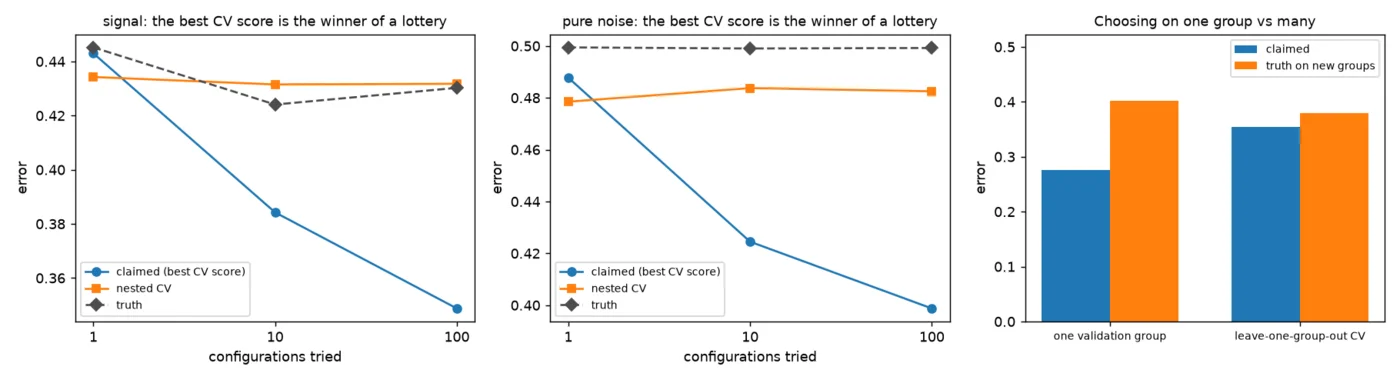 signal: the best CV score is the winner of a lottery
error
0.44
0.42
0.40
0.38
0.36
claimed (best CV score)
nested CV
truth
1
10
100
configurations tried
pure noise: the best CV score is the winner of a lottery
error
0.50
0.48
0.46
0.44
0.42
0.40
claimed (best CV score)
nested CV
truth
1
10
100
configurations tried
Choosing on one group vs many
error
0.5
0.4
0.3
0.2
0.1
0.0
claimed
truth on new groups
one validation group
leave-one-group-out CV